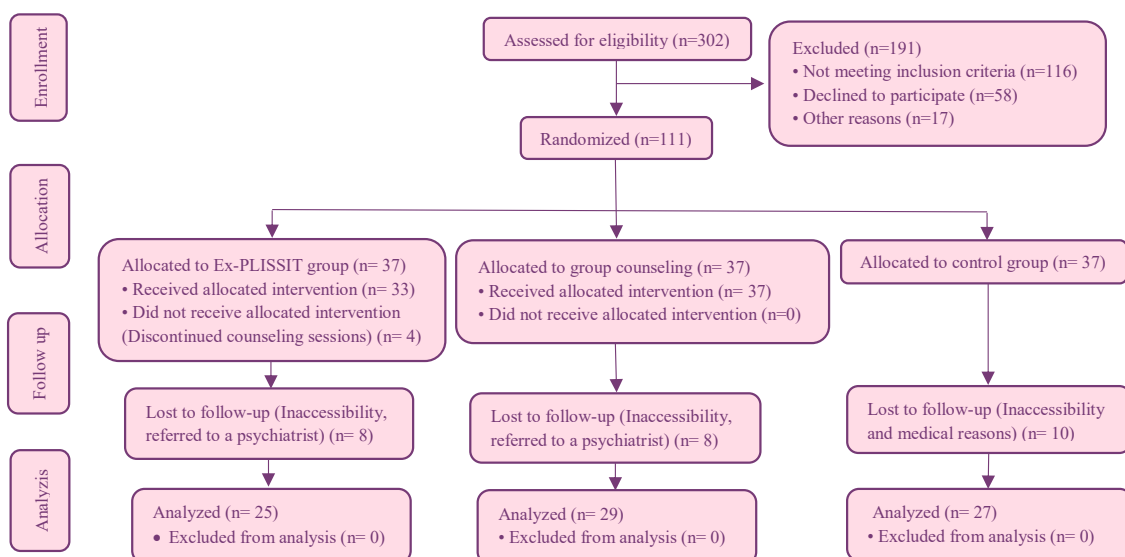 Enrollment
Assessed for eligibility (n=302)
Excluded (n=191)
• Not meeting inclusion criteria (n=116)
• Declined to participate (n=58)
• Other reasons (n=17)
Randomized (n=111)
Allocation
Allocated to Ex-PLISSIT group (n= 37)
• Received allocated intervention (n= 33)
• Did not receive allocated intervention
(Discontinued counseling sessions) (n= 4)
Allocated to group counseling (n= 37)
• Received allocated intervention (n= 37)
• Did not receive allocated intervention (n=0)
Allocated to control group (n= 37)
Follow up
Lost to follow-up (Inaccessibility,
referred to a psychiatrist) (n= 8)
Lost to follow-up (Inaccessibility,
referred to a psychiatrist) (n= 8)
Lost to follow-up (Inaccessibility
and medical reasons) (n= 10)
Analyzis
Analyzed (n= 25)
• Excluded from analysis (n= 0)
Analyzed (n= 29)
• Excluded from analysis (n= 0)
Analyzed (n= 27)
• Excluded from analysis (n= 0)